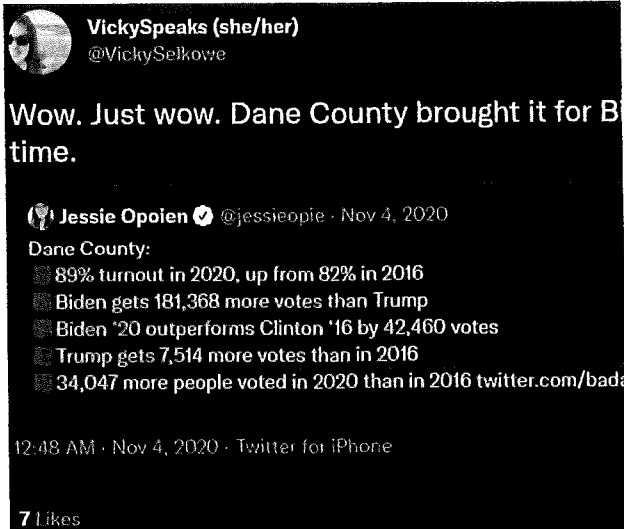 VickySpeaks (she/her)
@VickySelkowe
Wow. Just wow. Dane County brought it for
time.
Jessie Opoien @jessieopie · Nov 4, 2020
Dane County:
89% turnout in 2020, up from 82% in 2016
Biden gets 181,368 more votes than Trump
Biden '20 outperforms Clinton '16 by 42,460 votes
Trump gets 7,514 more votes than in 2016
34,047 more people voted in 2020 than in 2016 twitter.com/bada
12:48 AM · Nov 4, 2020 · Twitter for iPhone
7 Likes